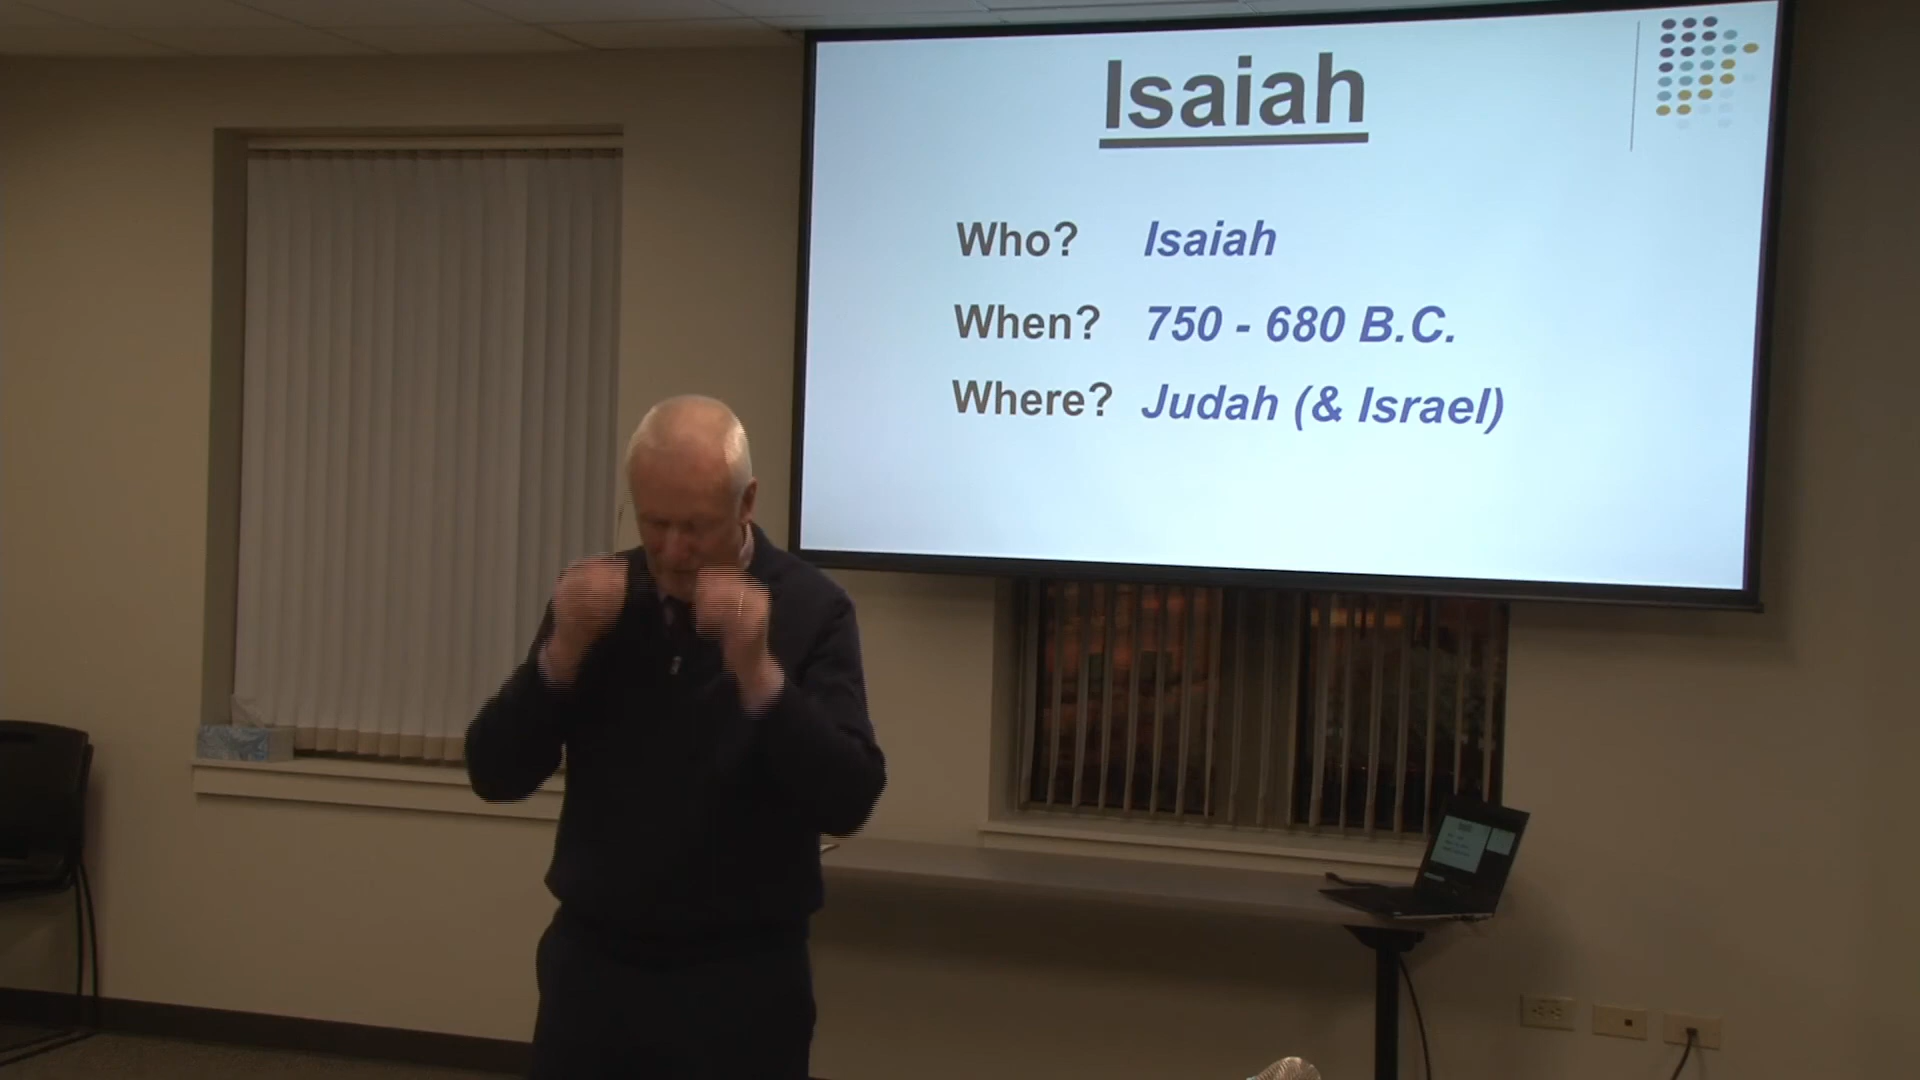 Isaiah
Who? Isaiah
When? 750 - 680 B.C.
Where? Judah (& Israel)